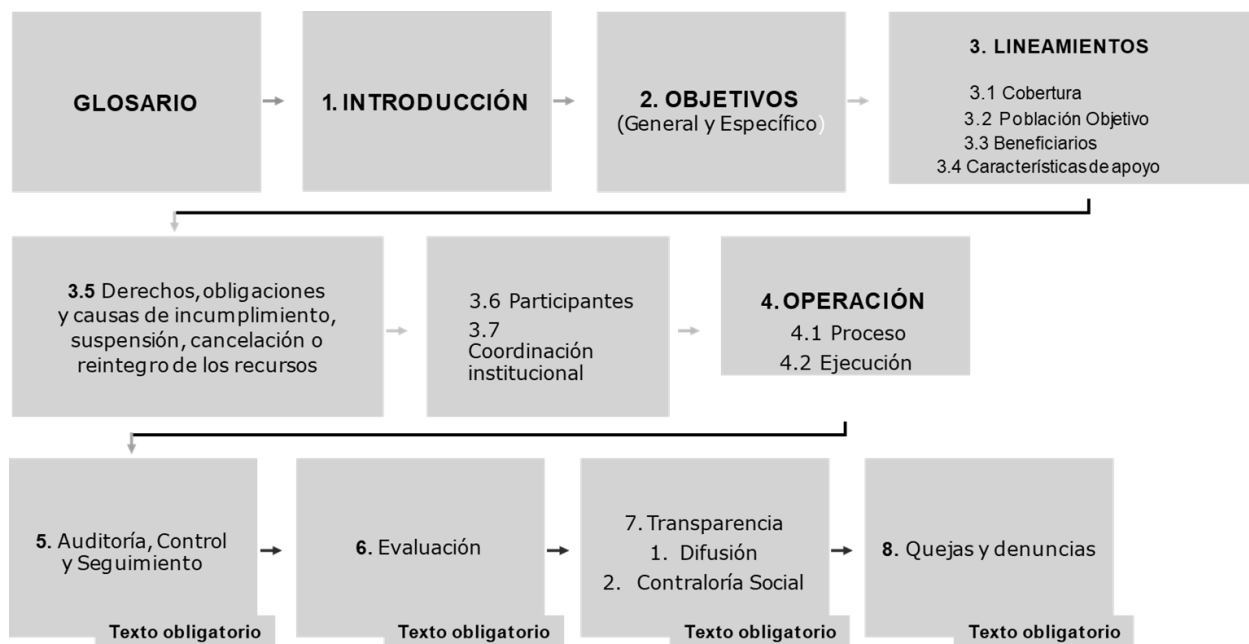 GLOSARIO
1. INTRODUCCIÓN
2. OBJETIVOS
(General y Específico)
3. LINEAMIENTOS
3.1 Cobertura
3.2 Población Objetivo
3.3 Beneficiarios
3.4 Características de apoyo
3.5 Derechos, obligaciones
y causas de incumplimiento,
suspensión, cancelación o
reintegro de los recursos
3.6 Participantes
3.7
Coordinación
institucional
4. OPERACIÓN
4.1 Proceso
4.2 Ejecución
5. Auditoría, Control
y Seguimiento
Texto obligatorio
6. Evaluación
Texto obligatorio
7. Transparencia
1. Difusión
2. Contraloría Social
Texto obligatorio
8. Quejas y denuncias
Texto obligatorio